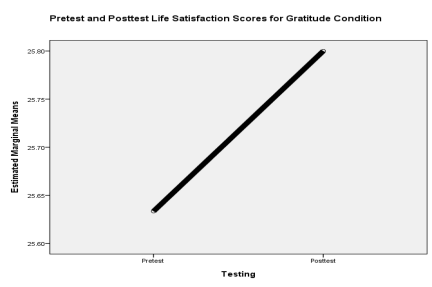 Pretest and Posttest Life Satisfaction Scores for Gratitude Condition
Estimated Marginal Means
25.80
25.75
25.70
25.65
25.60
Pretest
Posttest
Testing